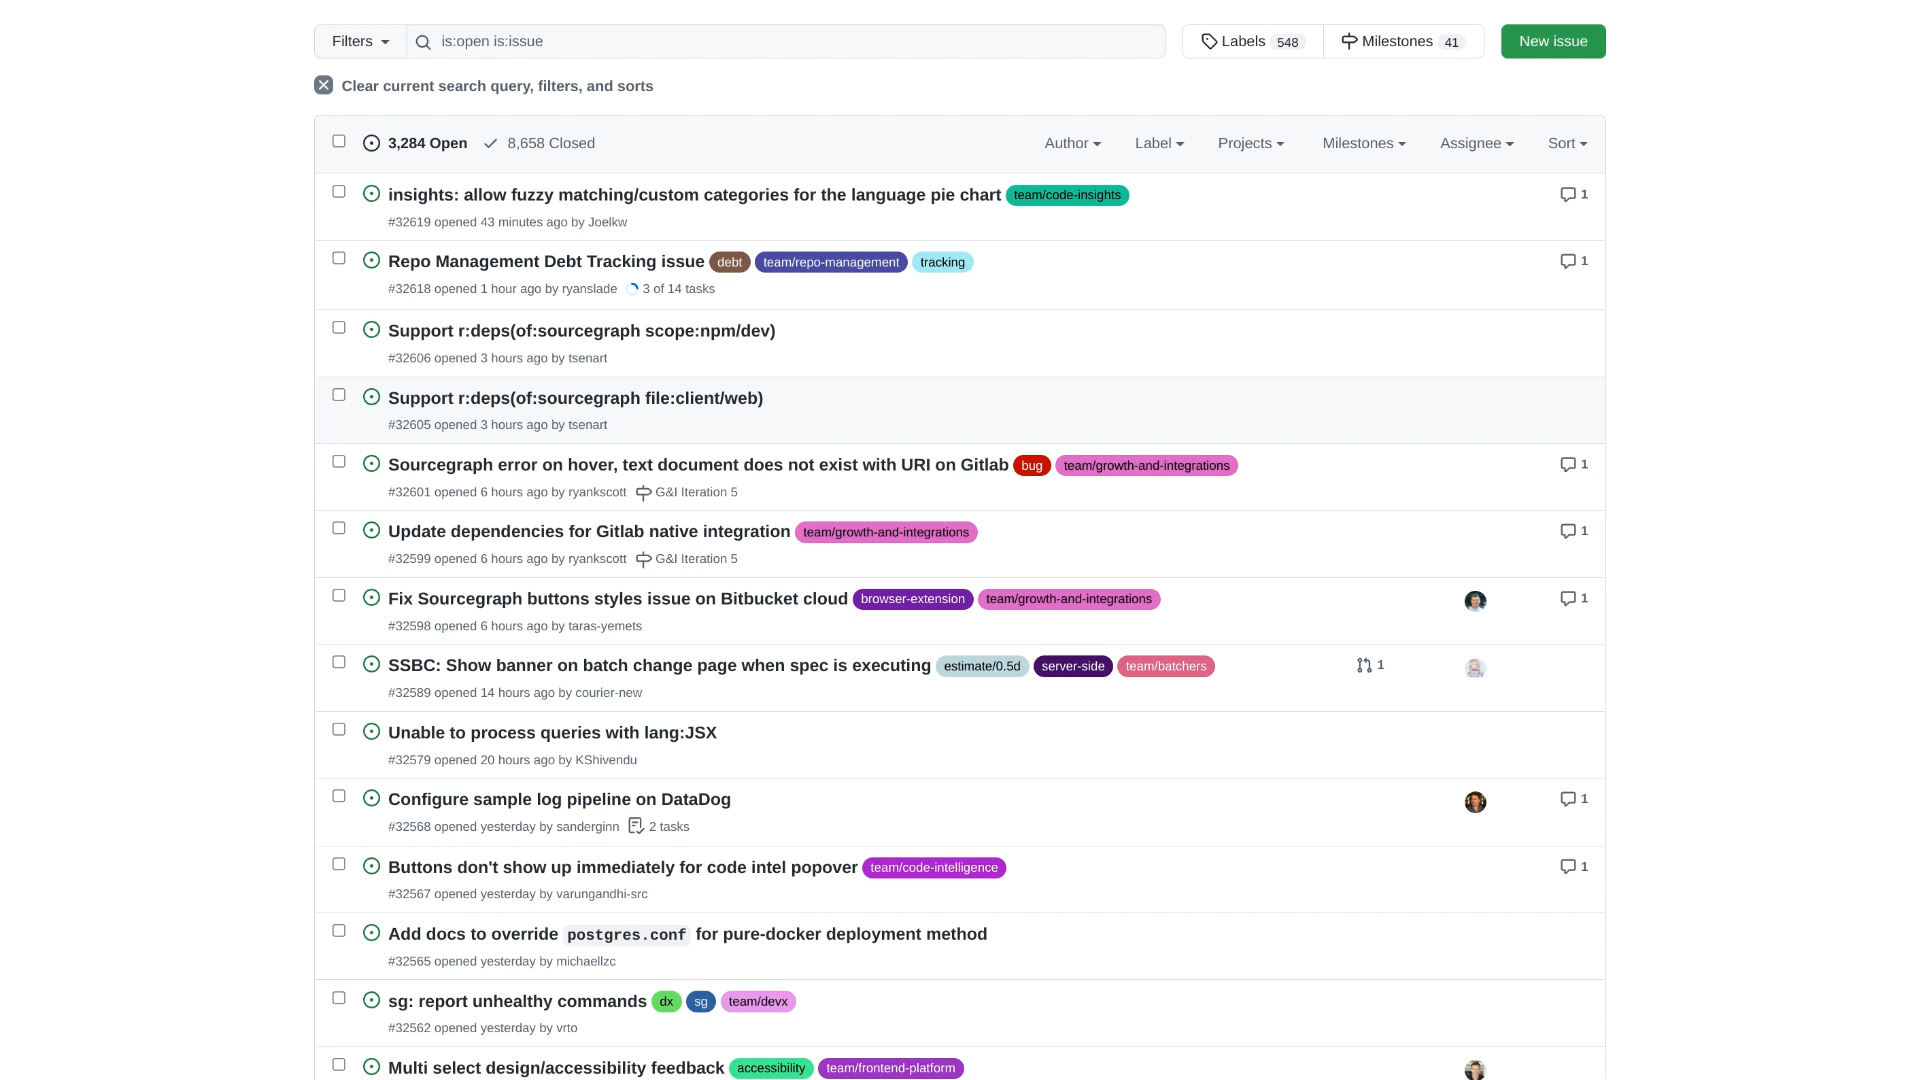 Filters
is:open is:issue
Labels 548
Milestones 41
New issue
Clear current search query, filters, and sorts
3,284 Open 8,658 Closed
Author Label Projects Milestones Assignee Sort
insights: allow fuzzy matching/custom categories for the language pie chart team/code-insights 1
#32619 opened 43 minutes ago by Joelkw
Repo Management Debt Tracking issue debt team/repo-management tracking 1
#32618 opened 1 hour ago by ryanslade 3 of 14 tasks
Support r:deps(of:sourcegraph scope:npm/dev)
#32606 opened 3 hours ago by tsenart
Support r:deps(of:sourcegraph file:client/web)
#32605 opened 3 hours ago by tsenart
Sourcegraph error on hover, text document does not exist with URI on Gitlab bug team/growth-and-integrations 1
#32601 opened 6 hours ago by ryankscott G&I Iteration 5
Update dependencies for Gitlab native integration team/growth-and-integrations 1
#32599 opened 6 hours ago by ryankscott G&I Iteration 5
Fix Sourcegraph buttons styles issue on Bitbucket cloud browser-extension team/growth-and-integrations 1
#32598 opened 6 hours ago by taras-yemets
SSBC: Show banner on batch change page when spec is executing estimate/0.5d server-side team/batchers 1
#32589 opened 14 hours ago by courier-new
Unable to process queries with lang:JSX
#32579 opened 20 hours ago by KShivendu
Configure sample log pipeline on DataDog 1
#32568 opened yesterday by sanderginn 2 tasks
Buttons don't show up immediately for code intel popover team/code-intelligence 1
#32567 opened yesterday by varungandhi-src
Add docs to override postgres.conf for pure-docker deployment method
#32565 opened yesterday by michaellzc
sg: report unhealthy commands dx sg team/devx
#32562 opened yesterday by vrto
Multi select design/accessibility feedback accessibility team/frontend-platform